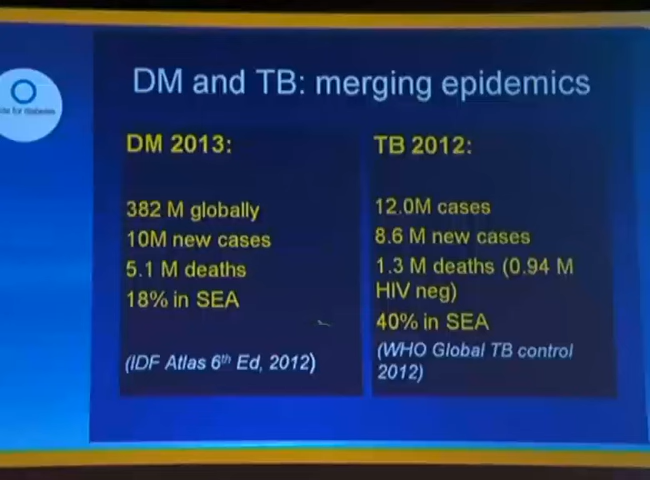 DM and TB: merging epidemics
DM 2013:
382 M globally
10M new cases
5.1 M deaths
18% in SEA
(IDF Atlas 6th Ed, 2012)
TB 2012:
12.0M cases
8.6 M new cases
1.3 M deaths (0.94 M
HIV neg)
40% in SEA
(WHO Global TB control
2012)
for diabetes